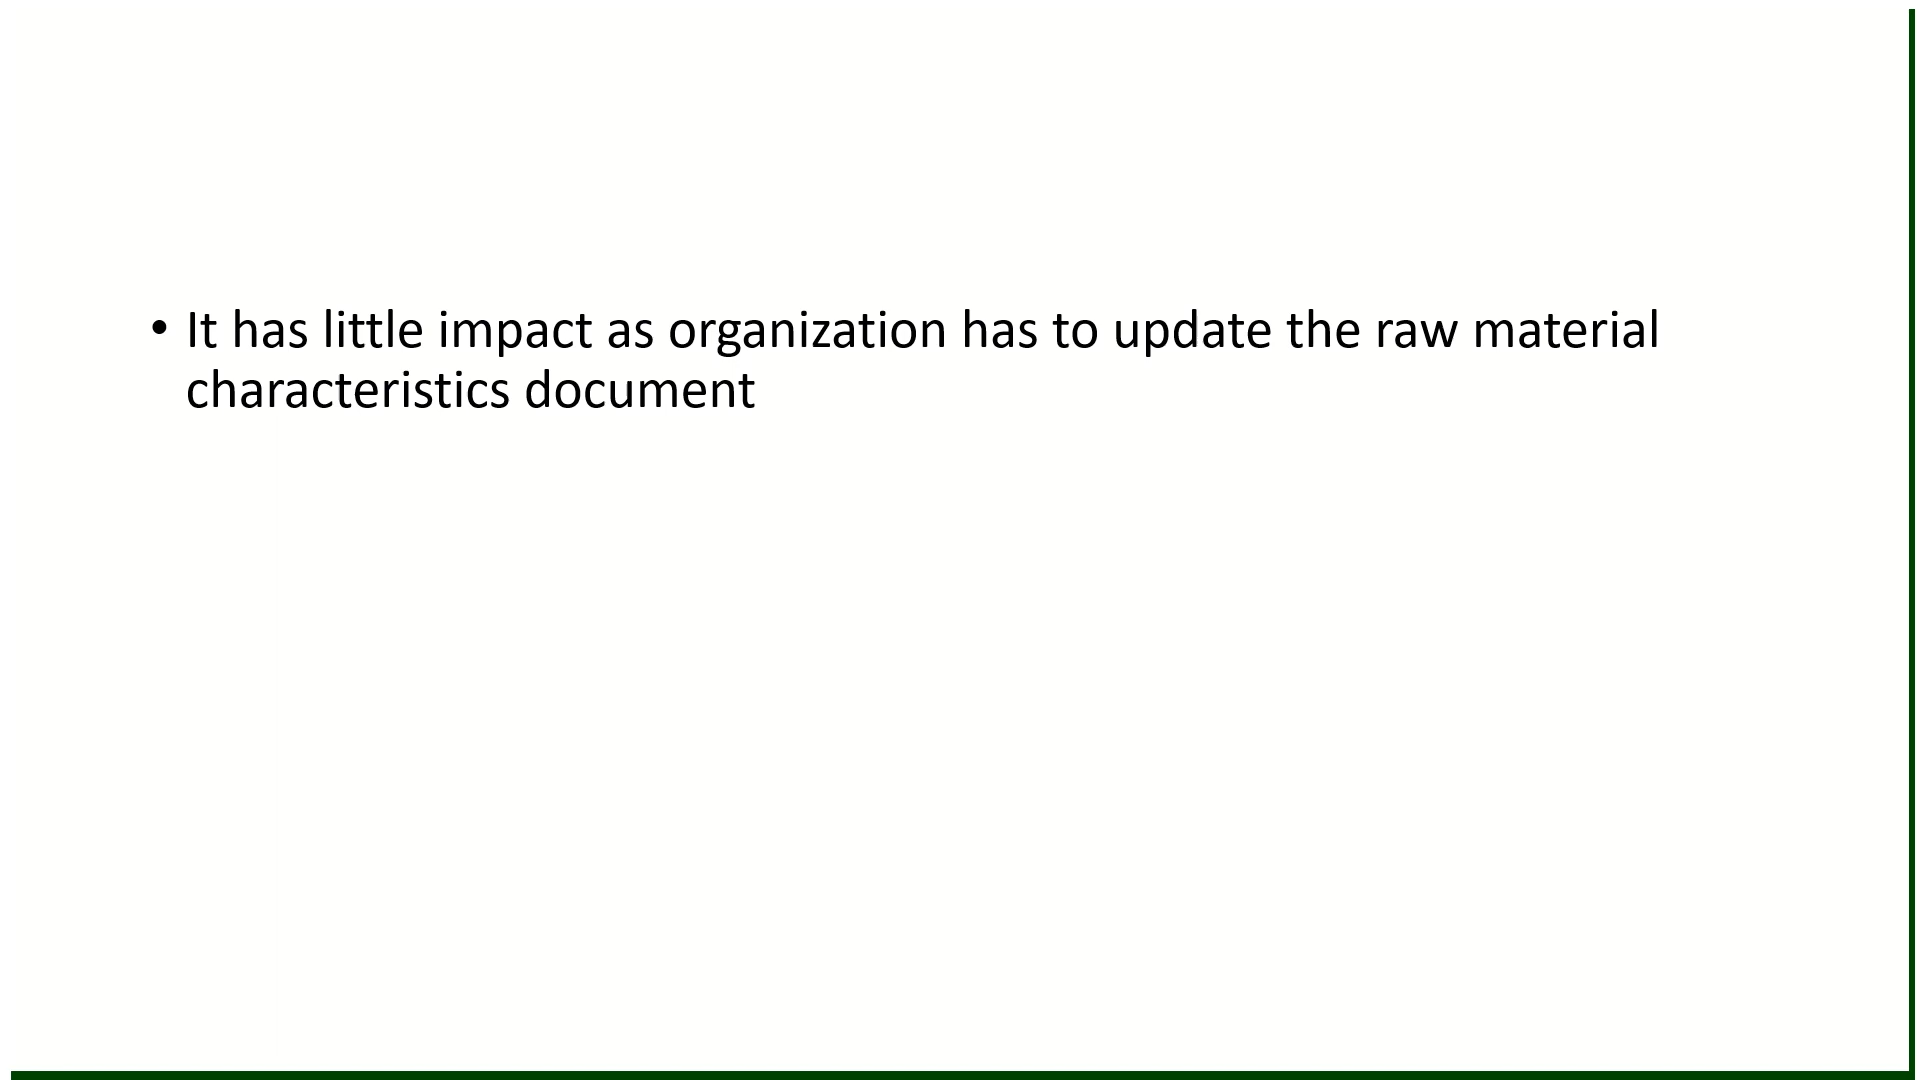 • It has little impact as organization has to update the raw material
characteristics document